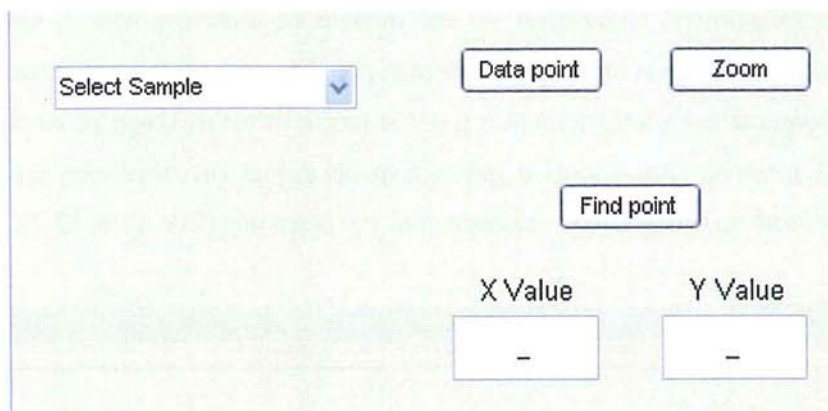 Data point Zoom
Select Sample
Find point
X Value Y Value
– –